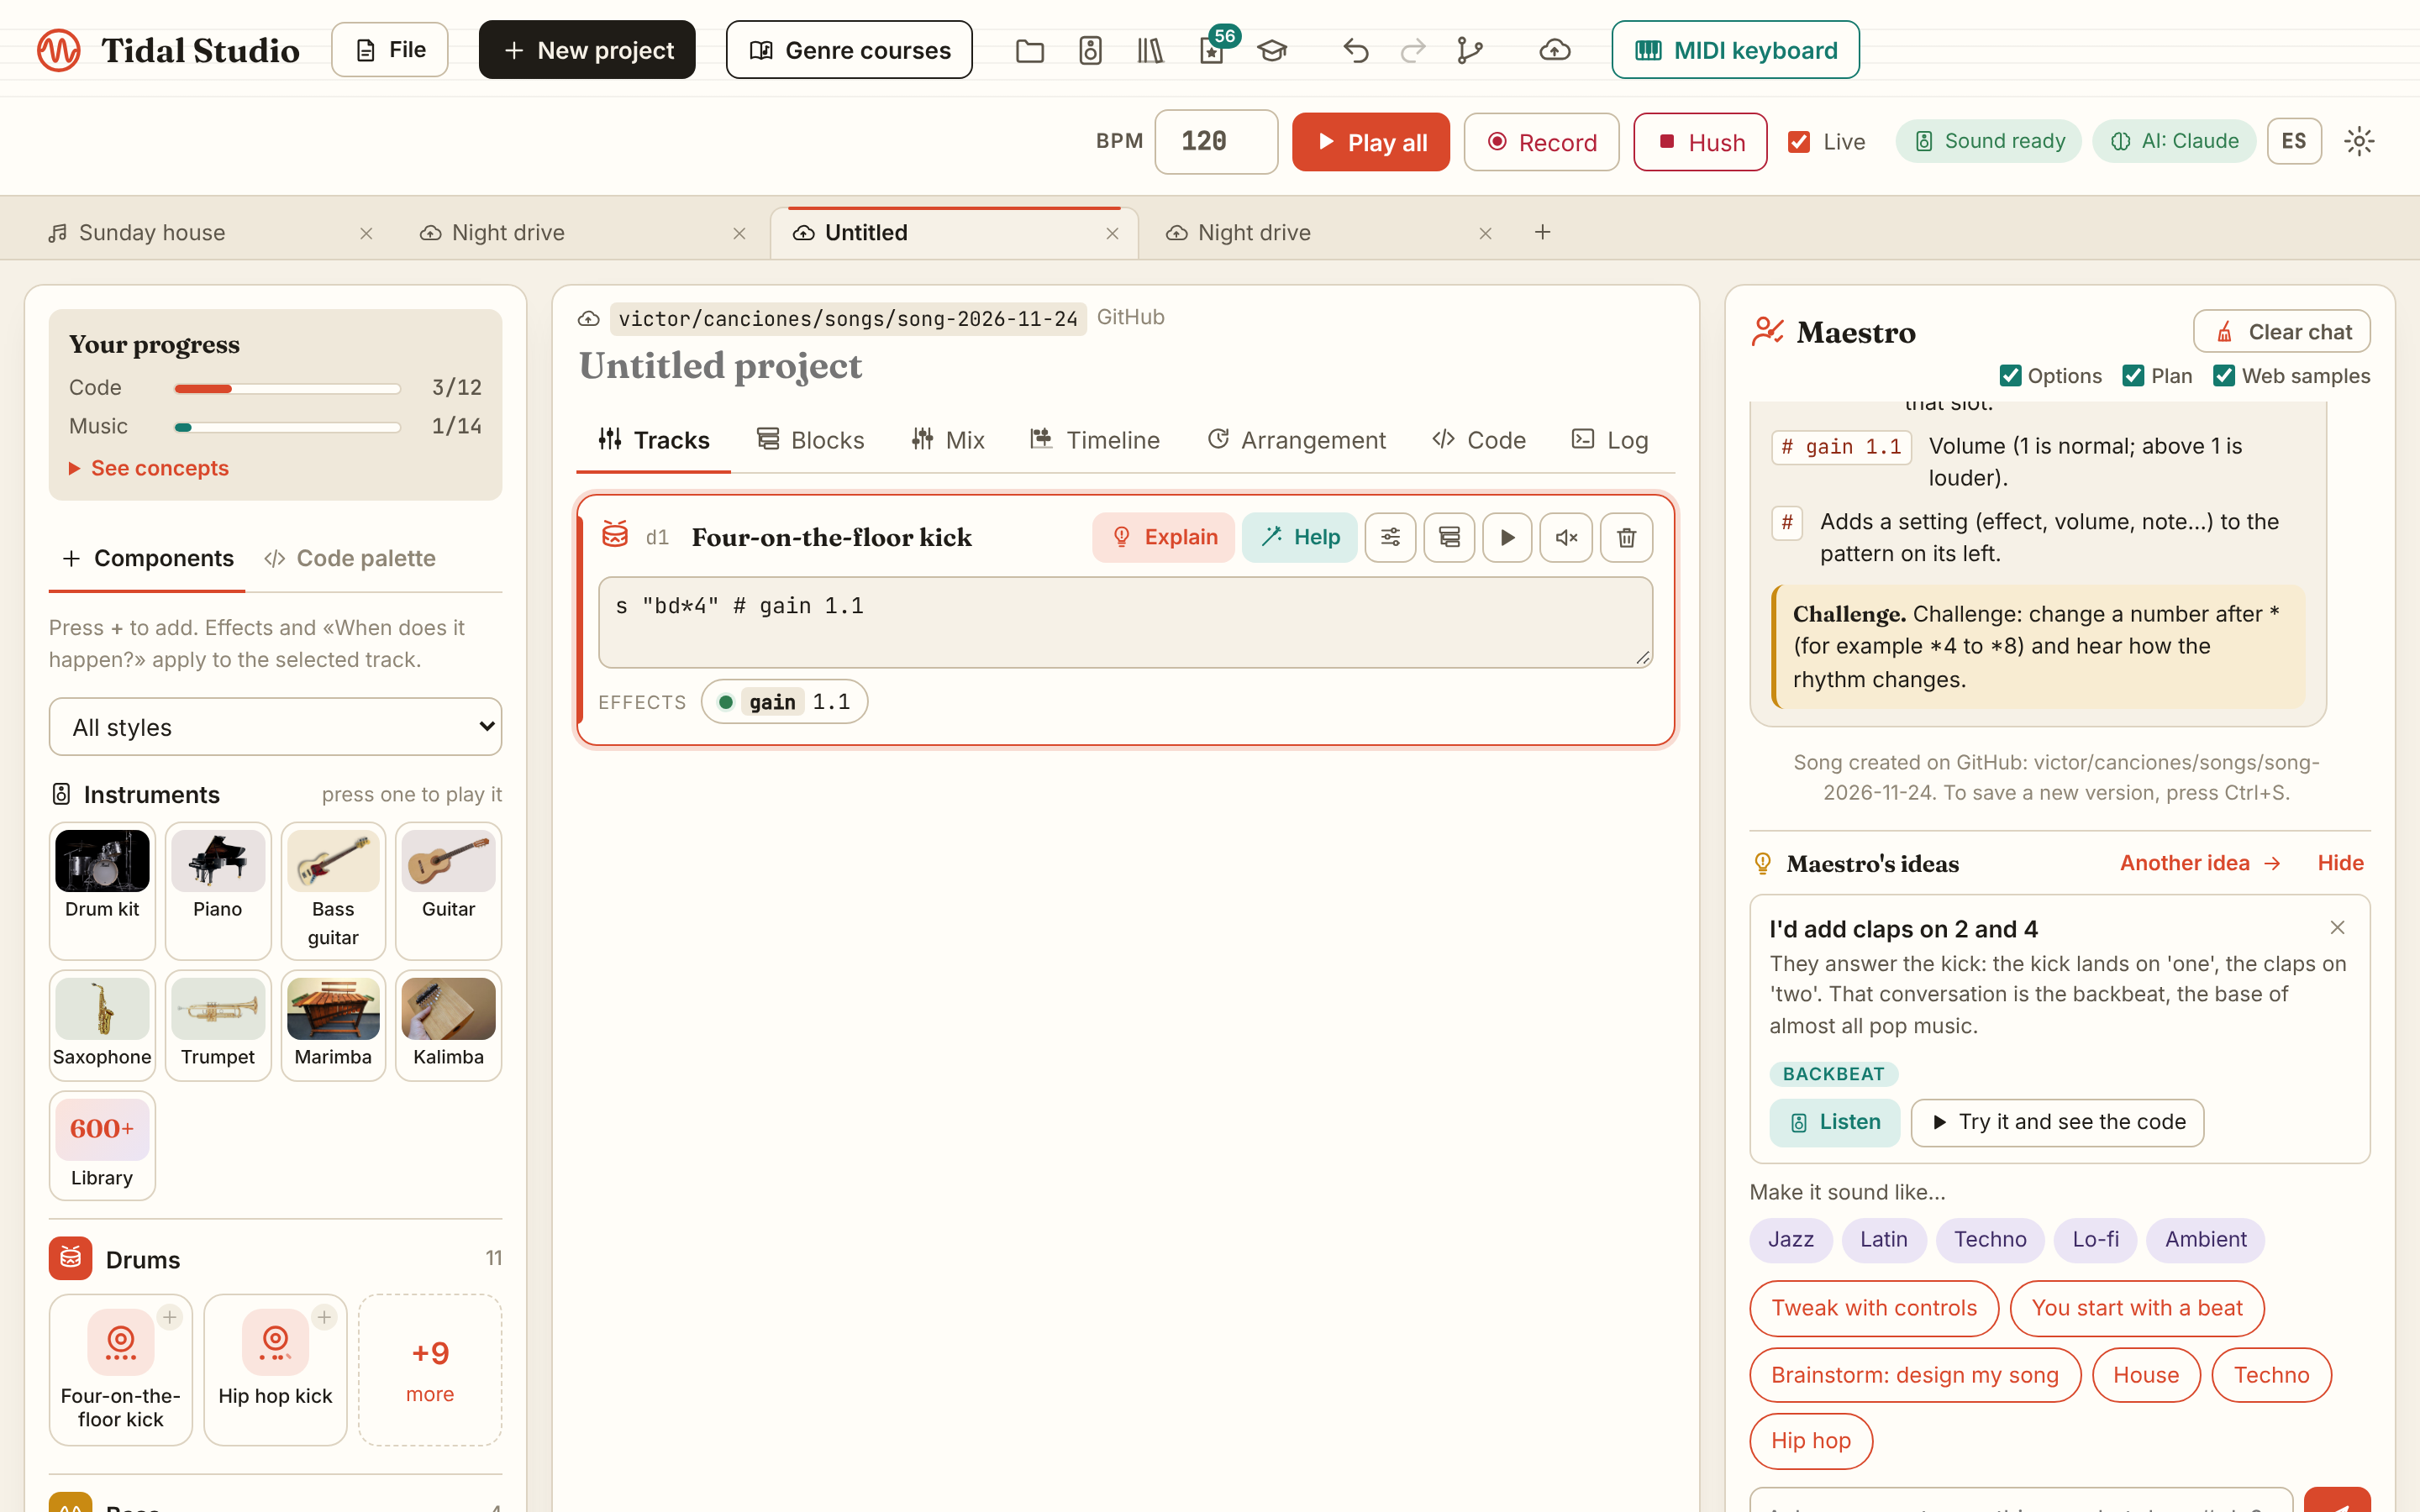 Tidal Studio
File
New project
Genre courses
56
MIDI keyboard
BPM
120
Play all
Record
Hush
Live
Sound ready
AI: Claude
ES
Sunday house
Night drive
Untitled
Night drive
Your progress
Code 3/12
Music 1/14
See concepts
Components
Code palette
Press + to add. Effects and «When does it
happen?» apply to the selected track.
All styles
Instruments
press one to play it
Drum kit
Piano
Bass
guitar
Guitar
Saxophone
Trumpet
Marimba
Kalimba
600+
Library
Drums
11
Four-on-the-
floor kick
Hip hop kick
+9
more
victor/canciones/songs/song-2026-11-24 GitHub
Untitled project
Tracks
Blocks
Mix
Timeline
Arrangement
Code
Log
d1 Four-on-the-floor kick
Explain
Help
s "bd*4" # gain 1.1
EFFECTS
gain 1.1
Maestro
Clear chat
Options
Plan
Web samples
that slot.
# gain 1.1 Volume (1 is normal; above 1 is
louder).
# Adds a setting (effect, volume, note...) to the
pattern on its left.
Challenge. Challenge: change a number after *
(for example *4 to *8) and hear how the
rhythm changes.
Song created on GitHub: victor/canciones/songs/song-
2026-11-24. To save a new version, press Ctrl+S.
Maestro's ideas
Another idea →
Hide
I'd add claps on 2 and 4
They answer the kick: the kick lands on 'one', the claps on
'two'. That conversation is the backbeat, the base of
almost all pop music.
BACKBEAT
Listen
Try it and see the code
Make it sound like...
Jazz
Latin
Techno
Lo-fi
Ambient
Tweak with controls
You start with a beat
Brainstorm: design my song
House
Techno
Hip hop